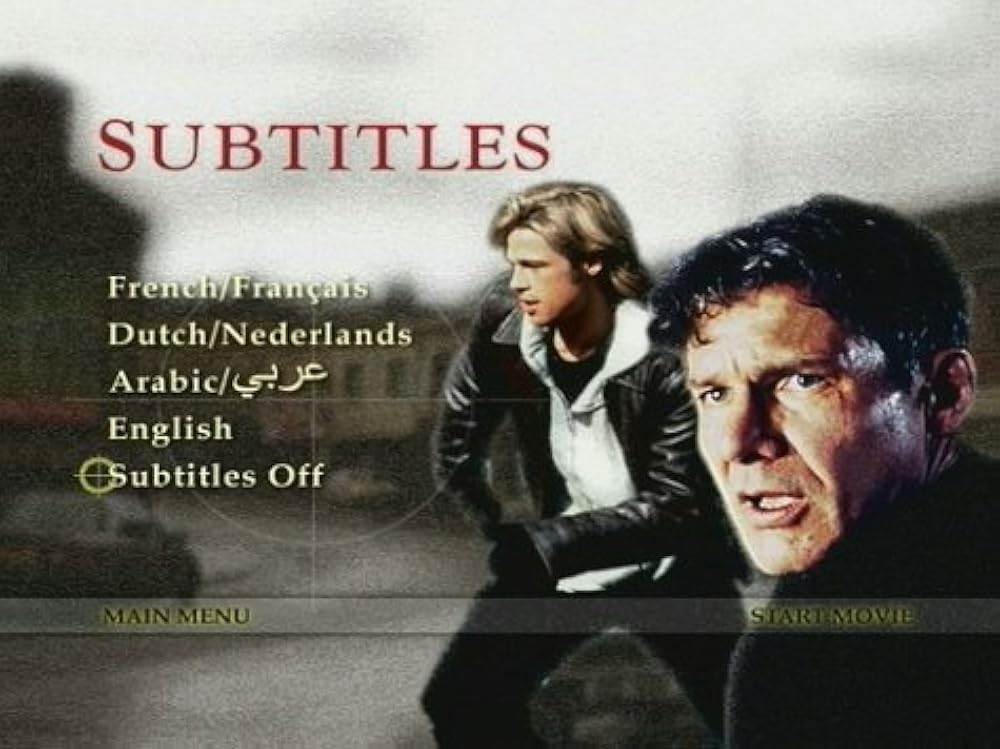 SUBTITLES
French/Français
Dutch/Nederlands
Arabic/عربي
English
Subtitles Off
MAIN MENU
START MOVIE